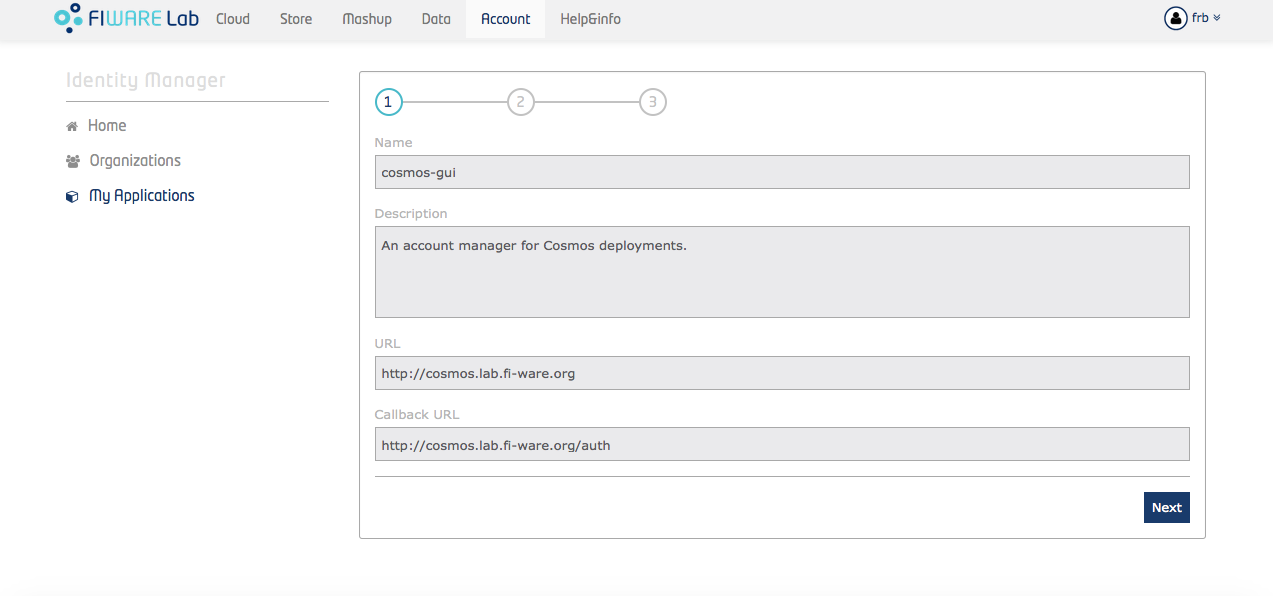 FIWARE Lab Cloud Store Mashup Data Account Help&info frb
Identity Manager
Home
Organizations
My Applications
1 2 3
Name
cosmos-gui
Description
An account manager for Cosmos deployments.
URL
http://cosmos.lab.fi-ware.org
Callback URL
http://cosmos.lab.fi-ware.org/auth
Next